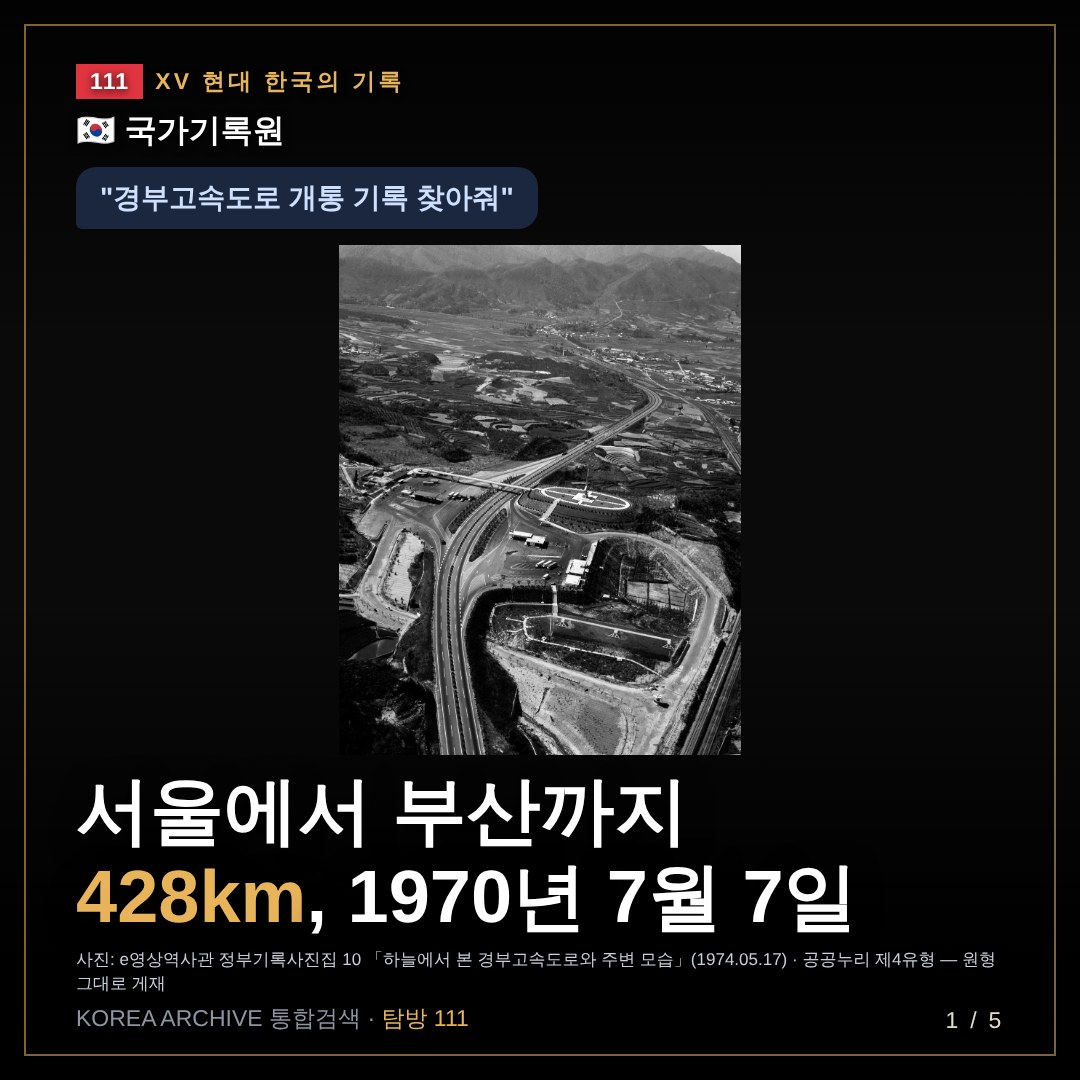 111 XV 현대 한국의 기록
🇰🇷 국가기록원
"경부고속도로 개통 기록 찾아줘"
서울에서 부산까지
428km, 1970년 7월 7일
사진: e영상역사관 정부기록사진집 10 「하늘에서 본 경부고속도로와 주변 모습」(1974.05.17) · 공공누리 제4유형 — 원형
그대로 게재
KOREA ARCHIVE 통합검색 · 탐방 111
1 / 5